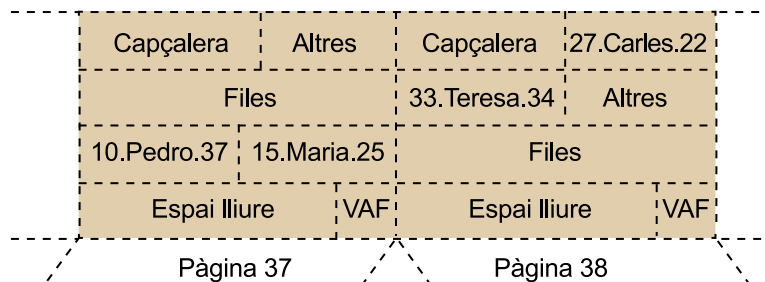 Capçalera Altres Capçalera 27.Carles.22
Files 33.Teresa.34 Altres
10.Pedro.37 15.Maria.25 Files
Espai lliure VAF Espai lliure VAF
Pàgina 37 Pàgina 38